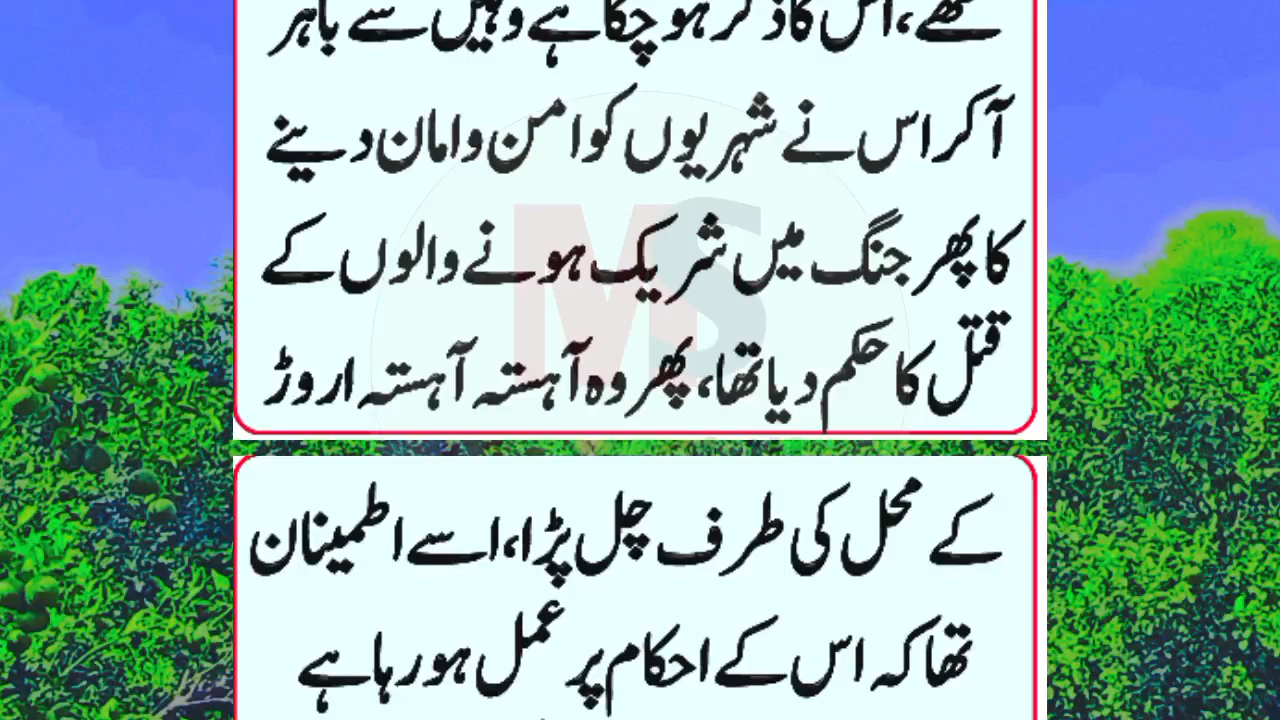 تھے، اس کا ذکر ہو چکا ہے وہیں سے باہر
آکر اس نے شہریوں کو امن و امان دینے
کا پھر جنگ میں شریک ہونے والوں کے
قتل کا حکم دیا تھا، پھر وہ آہستہ آہستہ اروڑ
کے محل کی طرف چل پڑا، اسے اطمینان
تھا کہ اس کے احکام پر عمل ہو رہا ہے
MS